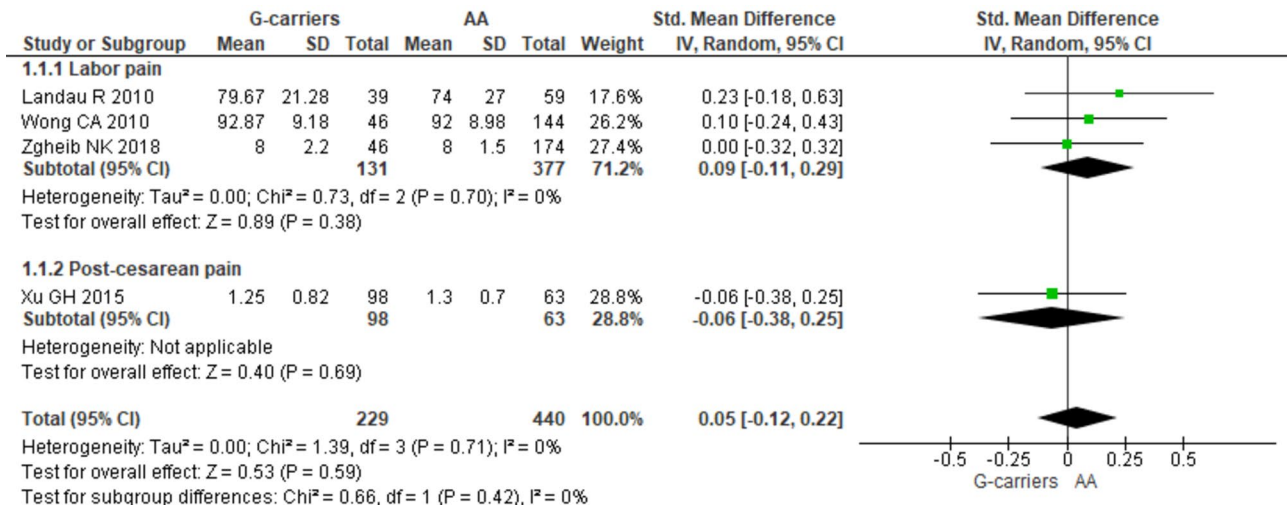 G-carriers AA Std. Mean Difference Std. Mean Difference
Study or Subgroup Mean SD Total Mean SD Total Weight IV, Random, 95% CI IV, Random, 95% CI
1.1.1 Labor pain
Landau R 2010 79.67 21.28 39 74 27 59 17.6% 0.23 [-0.18, 0.63]
Wong CA 2010 92.87 9.18 46 92 8.98 144 26.2% 0.10 [-0.24, 0.43]
Zgheib NK 2018 8 2.2 46 8 1.5 174 27.4% 0.00 [-0.32, 0.32]
Subtotal (95% CI) 131 377 71.2% 0.09 [-0.11, 0.29]
Heterogeneity: Tau² = 0.00; Chi² = 0.73, df = 2 (P = 0.70); I² = 0%
Test for overall effect: Z = 0.89 (P = 0.38)
1.1.2 Post-cesarean pain
Xu GH 2015 1.25 0.82 98 1.3 0.7 63 28.8% -0.06 [-0.38, 0.25]
Subtotal (95% CI) 98 63 28.8% -0.06 [-0.38, 0.25]
Heterogeneity: Not applicable
Test for overall effect: Z = 0.40 (P = 0.69)
Total (95% CI) 229 440 100.0% 0.05 [-0.12, 0.22]
Heterogeneity: Tau² = 0.00; Chi² = 1.39, df = 3 (P = 0.71); I² = 0%
Test for overall effect: Z = 0.53 (P = 0.59)
Test for subgroup differences: Chi² = 0.66, df = 1 (P = 0.42), I² = 0%
-0.5 -0.25 0 0.25 0.5
G-carriers AA